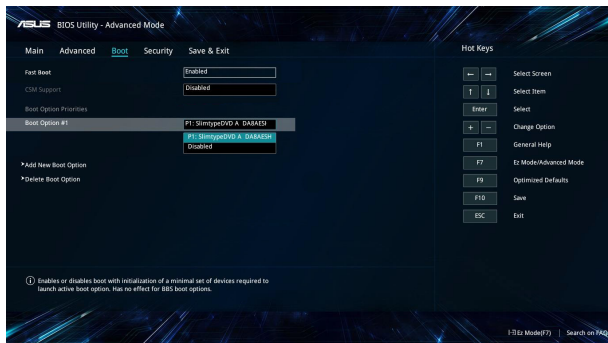 ASUS BIOS Utility - Advanced Mode
Main Advanced Boot Security Save & Exit
Hot Keys
Fast Boot Enabled
CSM Support Disabled
Boot Option Priorities
Boot Option #1 P1: SlimtypeDVD A DA8AESI
P1: SlimtypeDVD A DA8AESH
Disabled
Add New Boot Option
Delete Boot Option
← → Select Screen
↑ ↓ Select Item
Enter Select
+ − Change Option
F1 General Help
F7 Ez Mode/Advanced Mode
F9 Optimized Defaults
F10 Save
ESC Exit
Enables or disables boot with initialization of a minimal set of devices required to
launch active boot option. Has no effect for BBS boot options.
Ez Mode(F7) | Search on FAQ